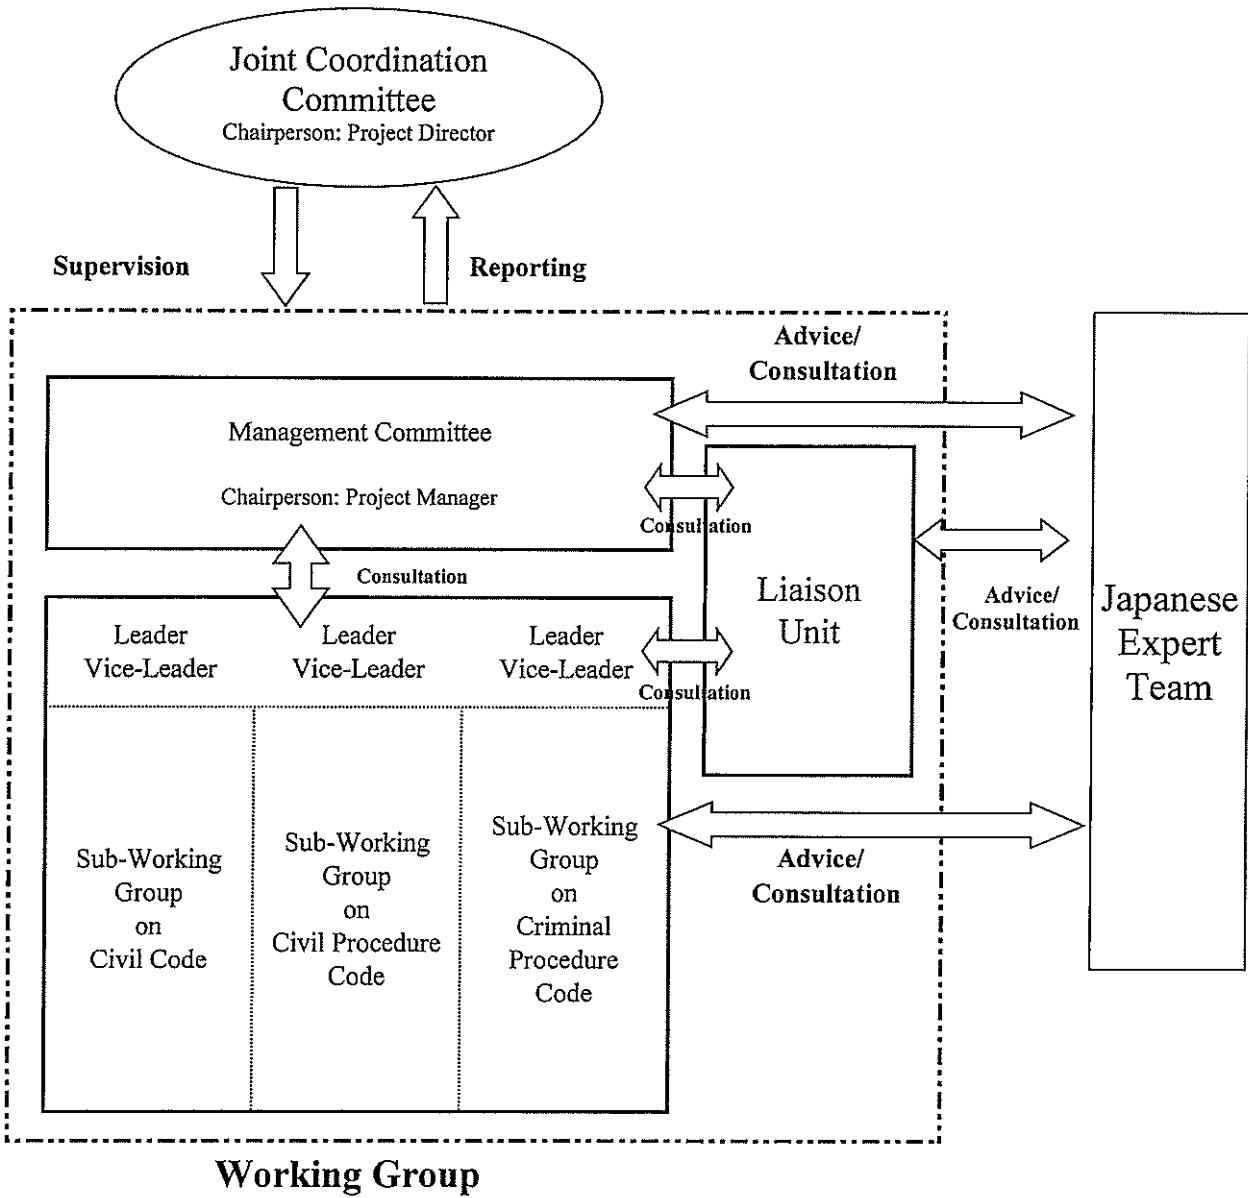 Joint Coordination
Committee
Chairperson: Project Director
Supervision
Reporting
Advice/
Consultation
Management Committee
Chairperson: Project Manager
Consultation
Consultation
Liaison
Unit
Advice/
Consultation
Japanese
Expert
Team
Leader
Vice-Leader
Leader
Vice-Leader
Leader
Vice-Leader
Consultation
Sub-Working
Group
on
Civil Code
Sub-Working
Group
on
Civil Procedure
Code
Sub-Working
Group
on
Criminal
Procedure
Code
Advice/
Consultation
Working Group